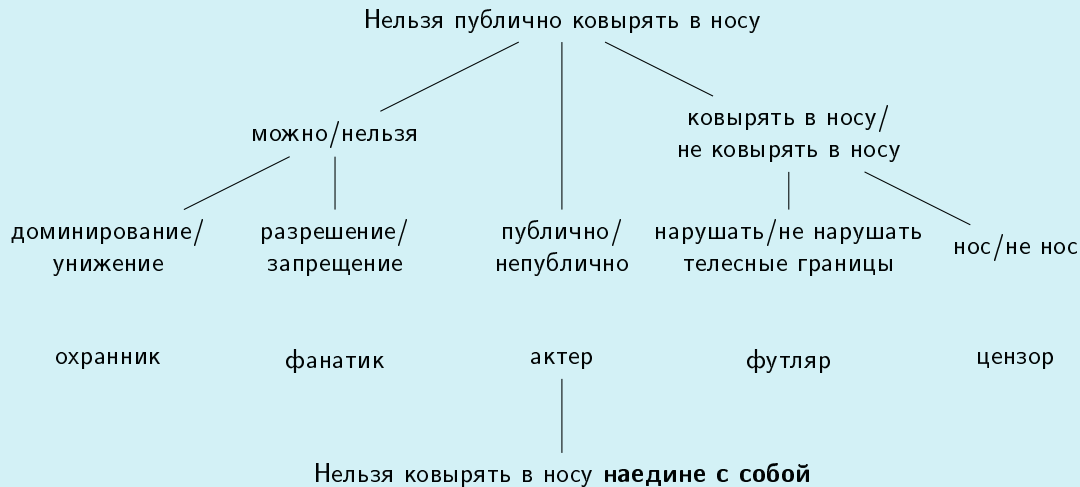 Нельзя публично ковырять в носу
можно/нельзя
ковырять в носу/
не ковырять в носу
доминирование/
унижение
разрешение/
запрещение
публично/
непублично
нарушать/не нарушать
телесные границы
нос/не нос
охранник
фанатик
актер
футляр
цензор
Нельзя ковырять в носу наедине с собой